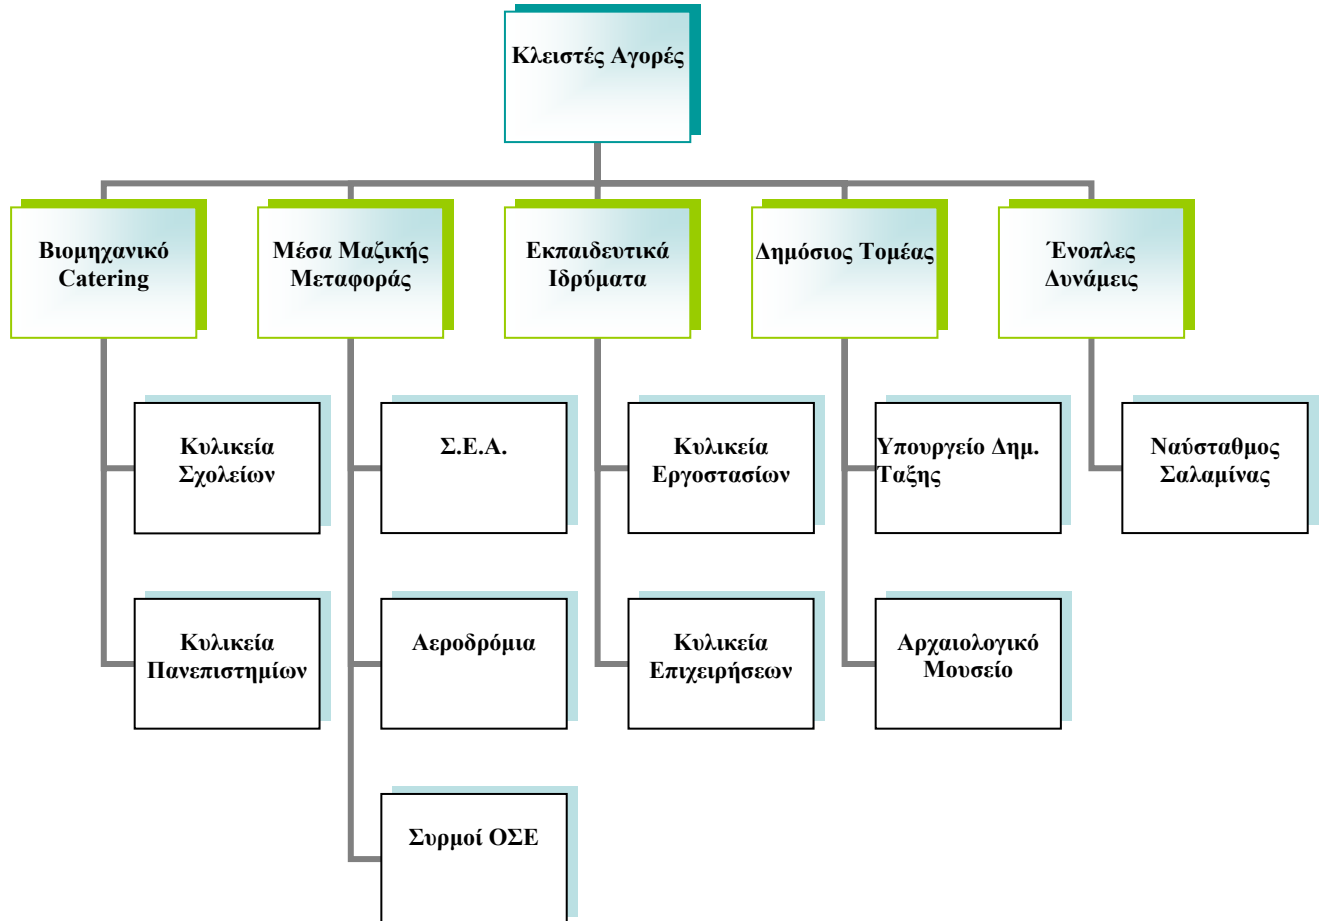 Κλειστές Αγορές
Βιομηχανικό
Catering
Μέσα Μαζικής
Μεταφοράς
Εκπαιδευτικά
Ιδρύματα
Δημόσιος Τομέας
Ένοπλες
Δυνάμεις
Κυλικεία
Σχολείων
Σ.Ε.Α.
Κυλικεία
Εργοστασίων
Υπουργείο Δημ.
Ταξης
Ναύσταθμος
Σαλαμίνας
Κυλικεία
Πανεπιστημίων
Αεροδρόμια
Κυλικεία
Επιχειρήσεων
Αρχαιολογικό
Μουσείο
Συρμοί ΟΣΕ